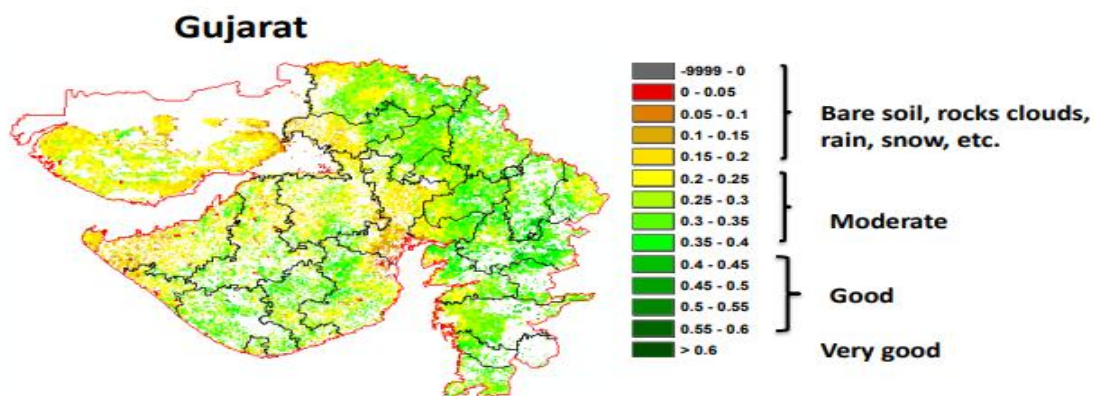 Gujarat
-9999 - 0
0 - 0.05
0.05 - 0.1
0.1 - 0.15
0.15 - 0.2
0.2 - 0.25
0.25 - 0.3
0.3 - 0.35
0.35 - 0.4
0.4 - 0.45
0.45 - 0.5
0.5 - 0.55
0.55 - 0.6
> 0.6
Bare soil, rocks clouds,
rain, snow, etc.
Moderate
Good
Very good